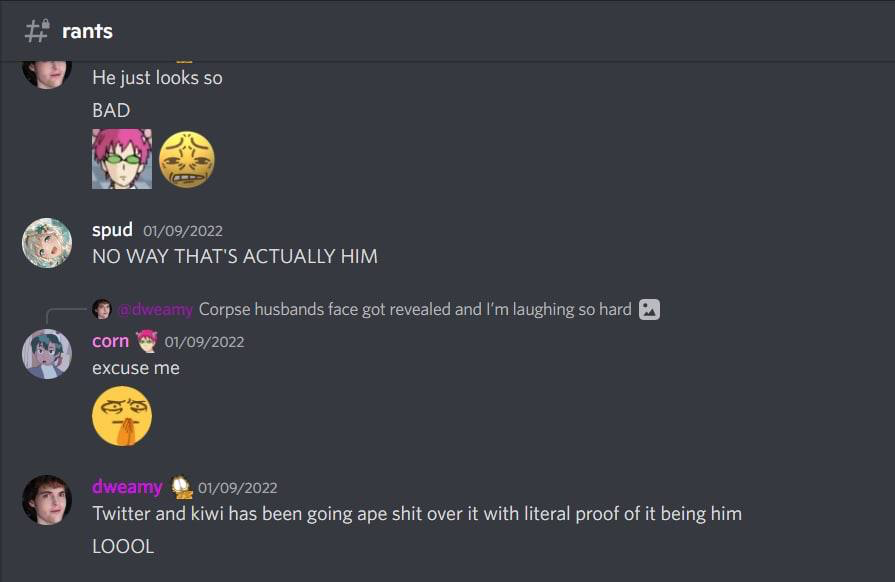 rants
He just looks so
BAD
spud 01/09/2022
NO WAY THAT'S ACTUALLY HIM
@dweamy Corpse husbands face got revealed and I’m laughing so hard
corn 01/09/2022
excuse me
dweamy 01/09/2022
Twitter and kiwi has been going ape shit over it with literal proof of it being him
LOOOL